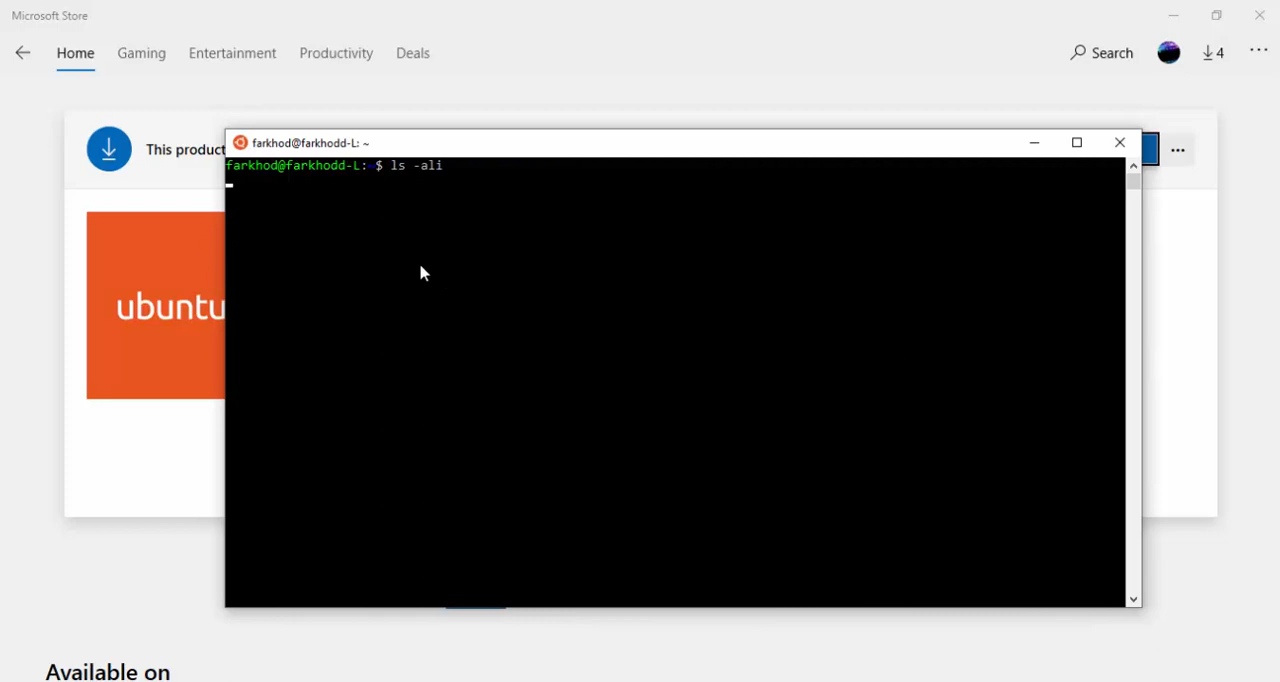 Microsoft Store
Home Gaming Entertainment Productivity Deals Search 4
This product
farkhod@farkhodd-L: ~
farkhod@farkhodd-L:~$ ls -ali
ubuntu
Available on